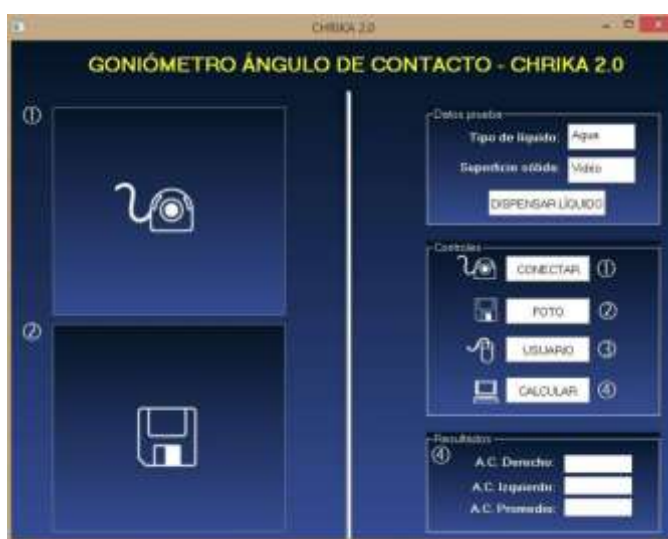 CHRIKA 2.0
GONIÓMETRO ÁNGULO DE CONTACTO - CHRIKA 2.0
①
②
Datos prueba
Tipo de líquido: Agua
Superficie sólida: Vidrio
DISPENSAR LÍQUIDO
Controles
CONECTAR ①
FOTO ②
USUARIO ③
CALCULAR ④
Resultados
④
A.C. Derecho:
A.C. Izquierdo:
A.C. Promedio: